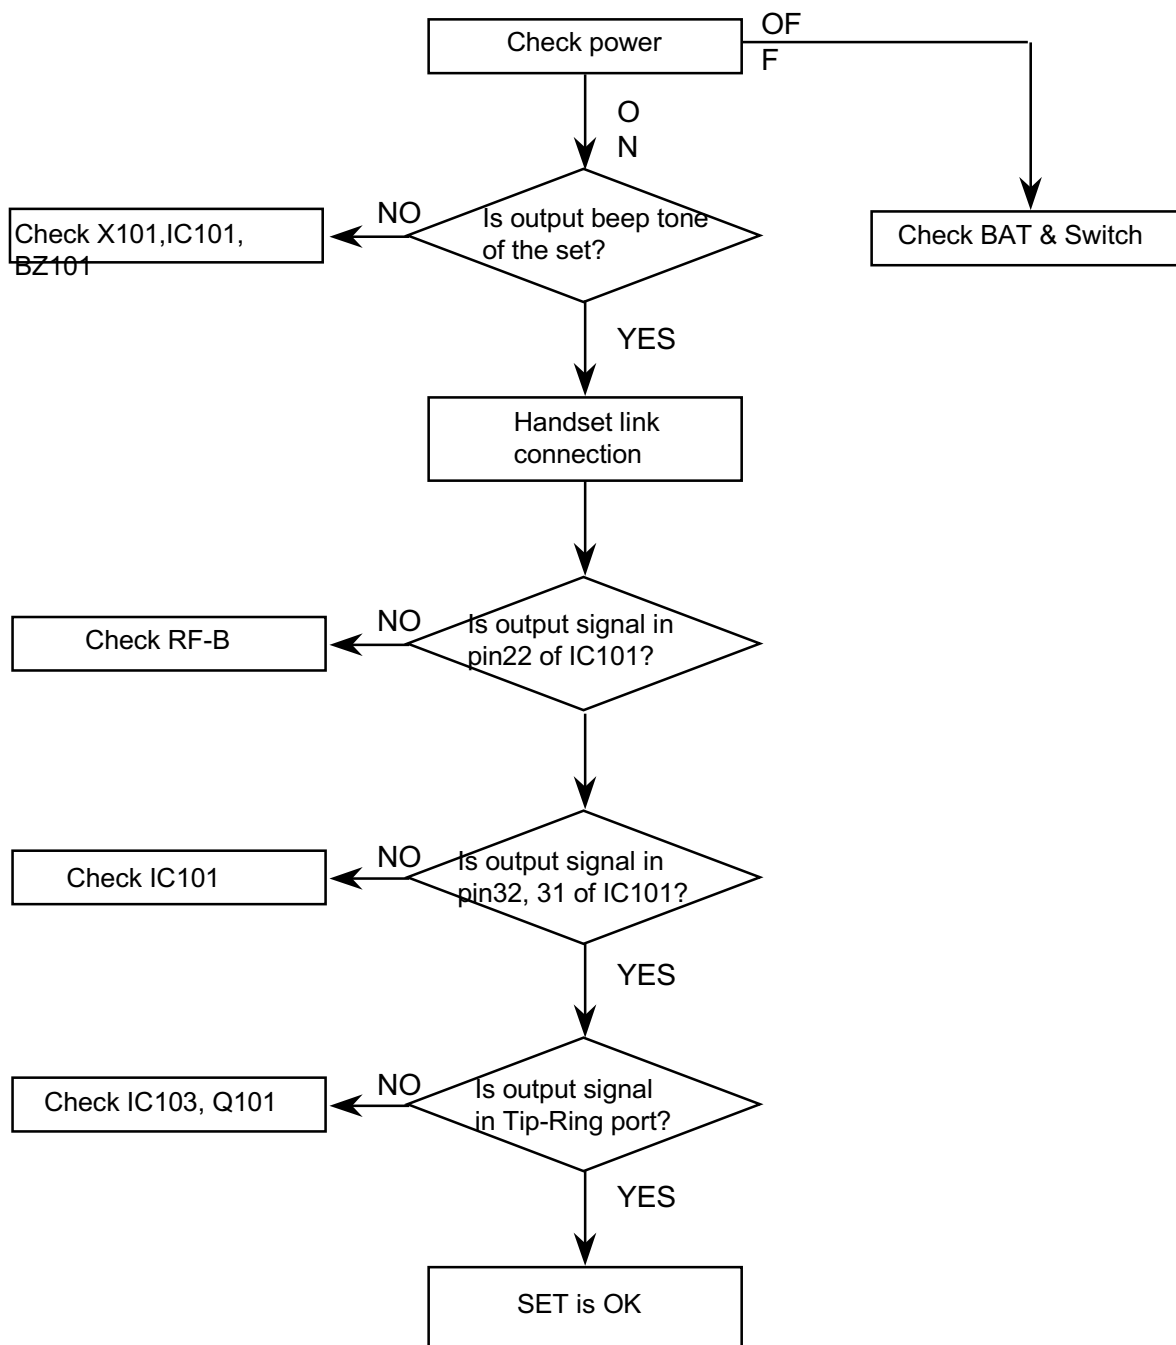 Check power
OF
F
O
N
NO
Is output beep tone
of the set?
Check X101,IC101,
BZ101
Check BAT & Switch
YES
Handset link
connection
NO
Is output signal in
pin22 of IC101?
Check RF-B
NO
Is output signal in
pin32, 31 of IC101?
Check IC101
YES
NO
Is output signal
in Tip-Ring port?
Check IC103, Q101
YES
SET is OK